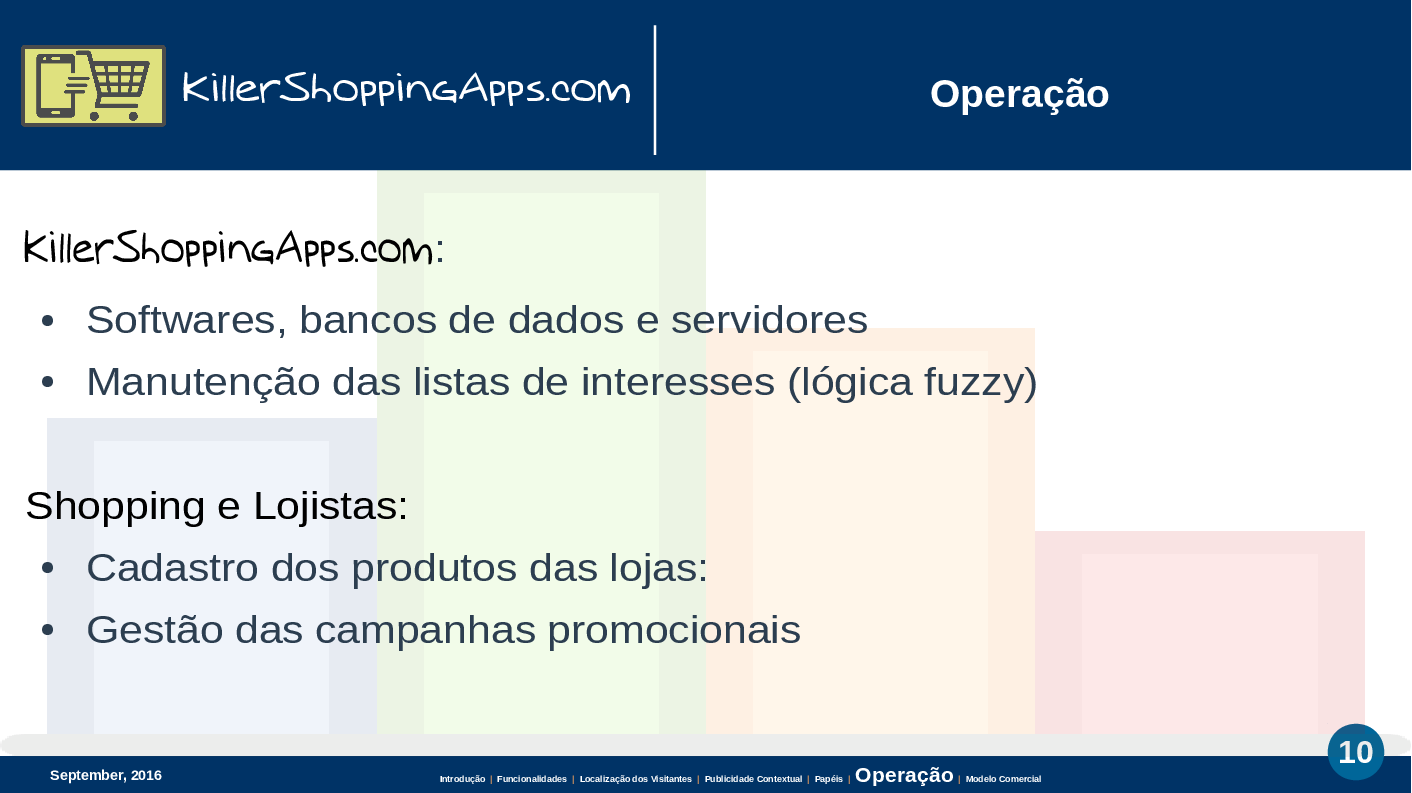 KillerShoppingApps.com
Operação
KillerShoppingApps.com:
• Softwares, bancos de dados e servidores
• Manutenção das listas de interesses (lógica fuzzy)
Shopping e Lojistas:
• Cadastro dos produtos das lojas:
• Gestão das campanhas promocionais
10
September, 2016
Introdução | Funcionalidades | Localização dos Visitantes | Publicidade Contextual | Papéis | Operação | Modelo Comercial